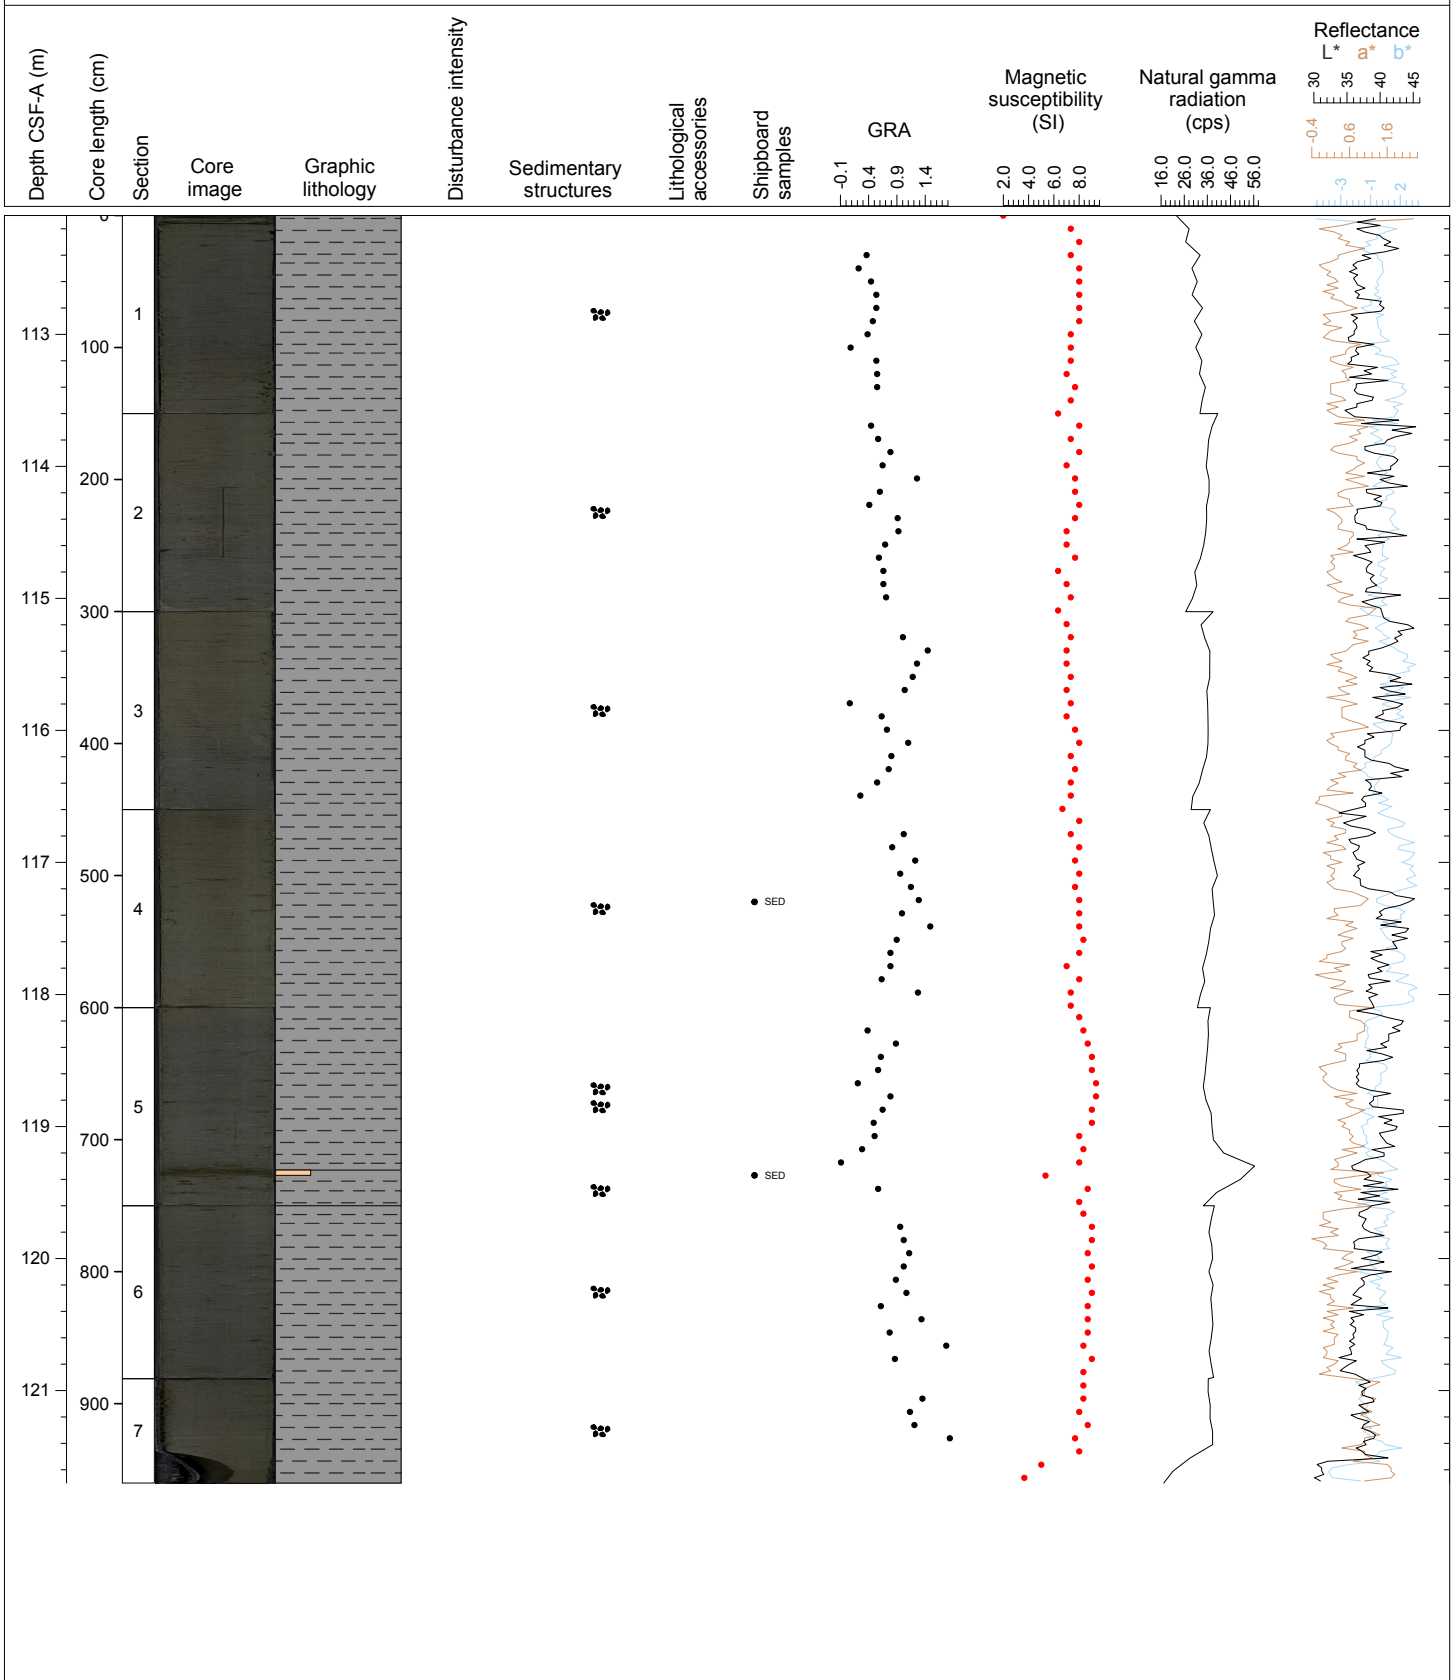 Depth CSF-A (m)
Core length (cm)
Section
Core
image
Graphic
lithology
Disturbance intensity
Sedimentary
structures
Lithological
accessories
Shipboard
samples
GRA
-0.1 0.4 0.9 1.4
Magnetic
susceptibility
(SI)
2.0 4.0 6.0 8.0
Natural gamma
radiation
(cps)
16.0 26.0 36.0 46.0 56.0
Reflectance
L* a* b*
30 35 40 45
-0.4 0.6 1.6
-3 -1 2
0
1
113
100
114
200
2
115
300
3
116
400
117
500
4
SED
118
600
5
119
700
SED
120
800
6
121
900
7